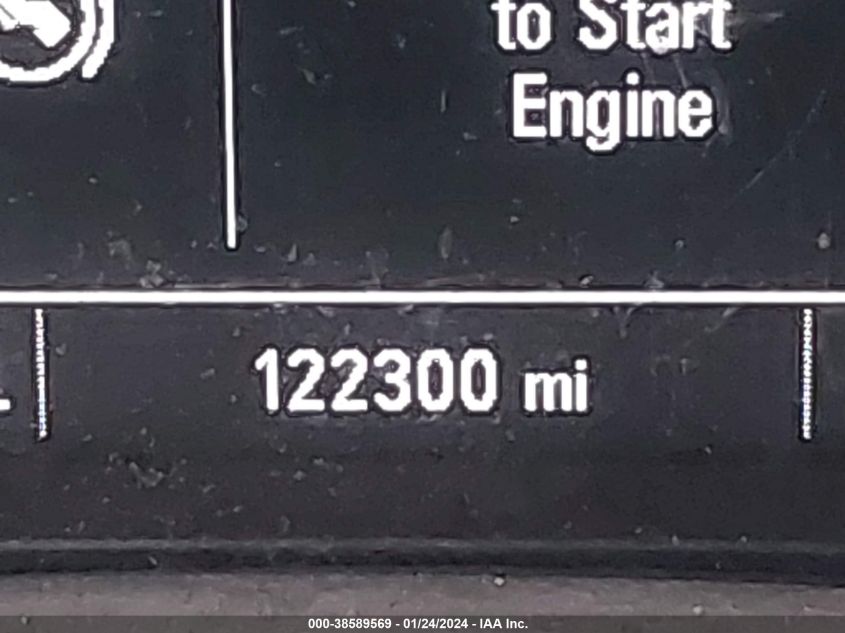 to Start
Engine
122300 mi
000-38589569 - 01/24/2024 - IAA Inc.